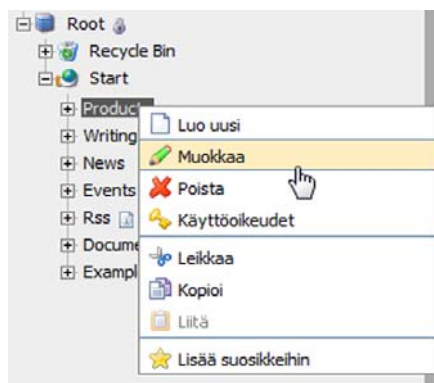 Root
Recycle Bin
Start
Product
Luo uusi
Writing
Muokkaa
News
Poista
Events
Käyttöoikeudet
Rss
Docume
Leikkaa
Exampl
Kopioi
Liitä
Lisää suosikkeihin